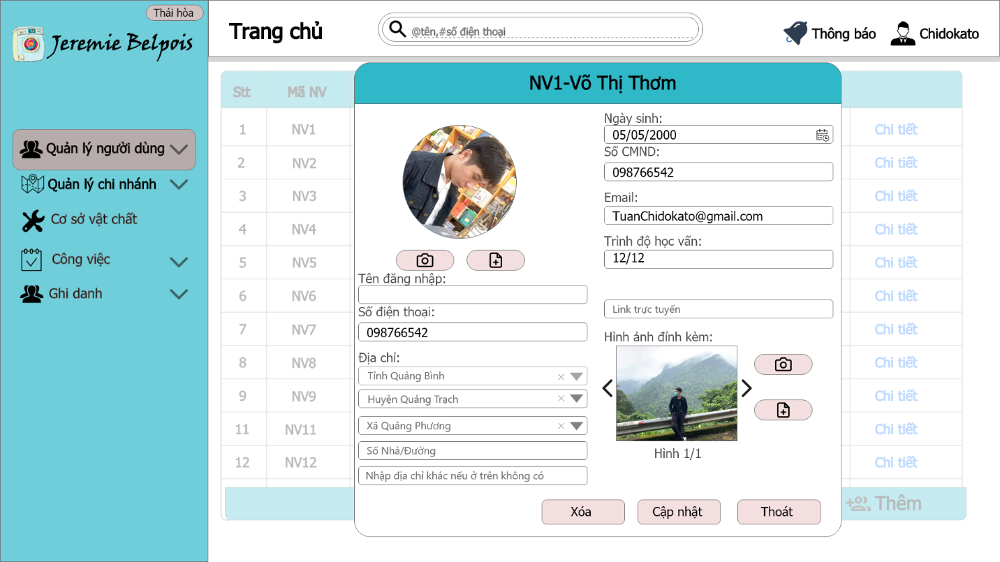 Thái hòa
Jeremie Belpois
Trang chủ
@tên,#số điện thoại
Thông báo
Chidokato
Quản lý người dùng
Quản lý chi nhánh
Cơ sở vật chất
Công việc
Ghi danh
Stt Mã NV
1 NV1 Chi tiết
2 NV2 Chi tiết
3 NV3 Chi tiết
4 NV4 Chi tiết
5 NV5 Chi tiết
6 NV6 Chi tiết
7 NV7 Chi tiết
8 NV8 Chi tiết
9 NV9 Chi tiết
11 NV11 Chi tiết
12 NV12 Chi tiết
Thêm
NV1-Võ Thị Thơm
Tên đăng nhập:
Số điện thoại:
098766542
Địa chỉ:
Tỉnh Quảng Bình
Huyện Quảng Trạch
Xã Quảng Phương
Số Nhà/Đường
Nhập địa chỉ khác nếu ở trên không có
Ngày sinh:
05/05/2000
Số CMND:
098766542
Email:
TuanChidokato@gmail.com
Trình độ học vấn:
12/12
Link trực tuyến
Hình ảnh đính kèm:
Hình 1/1
Xóa
Cập nhật
Thoát